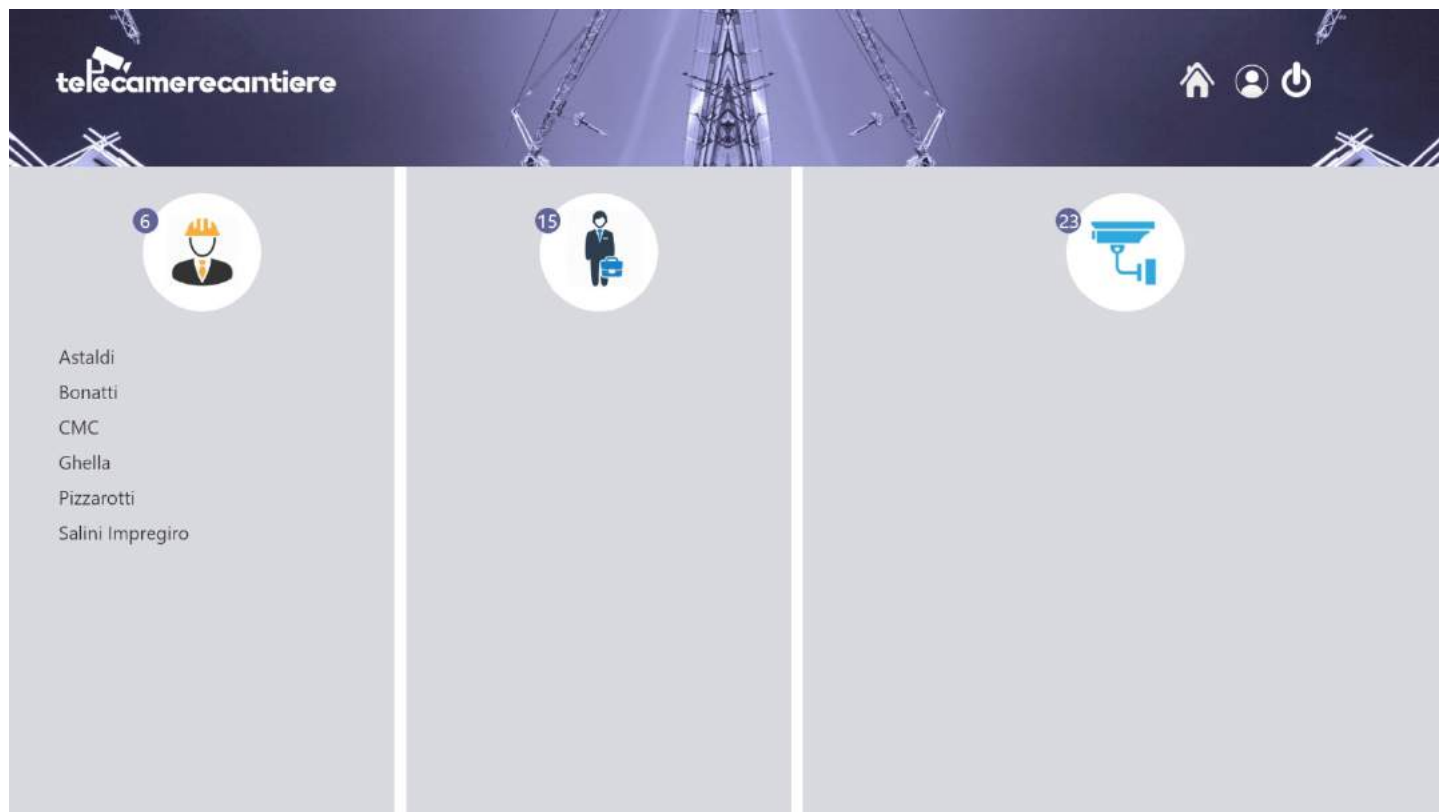 telecamerecantiere
6
15
23
Astaldi
Bonatti
CMC
Ghella
Pizzarotti
Salini Impregiro